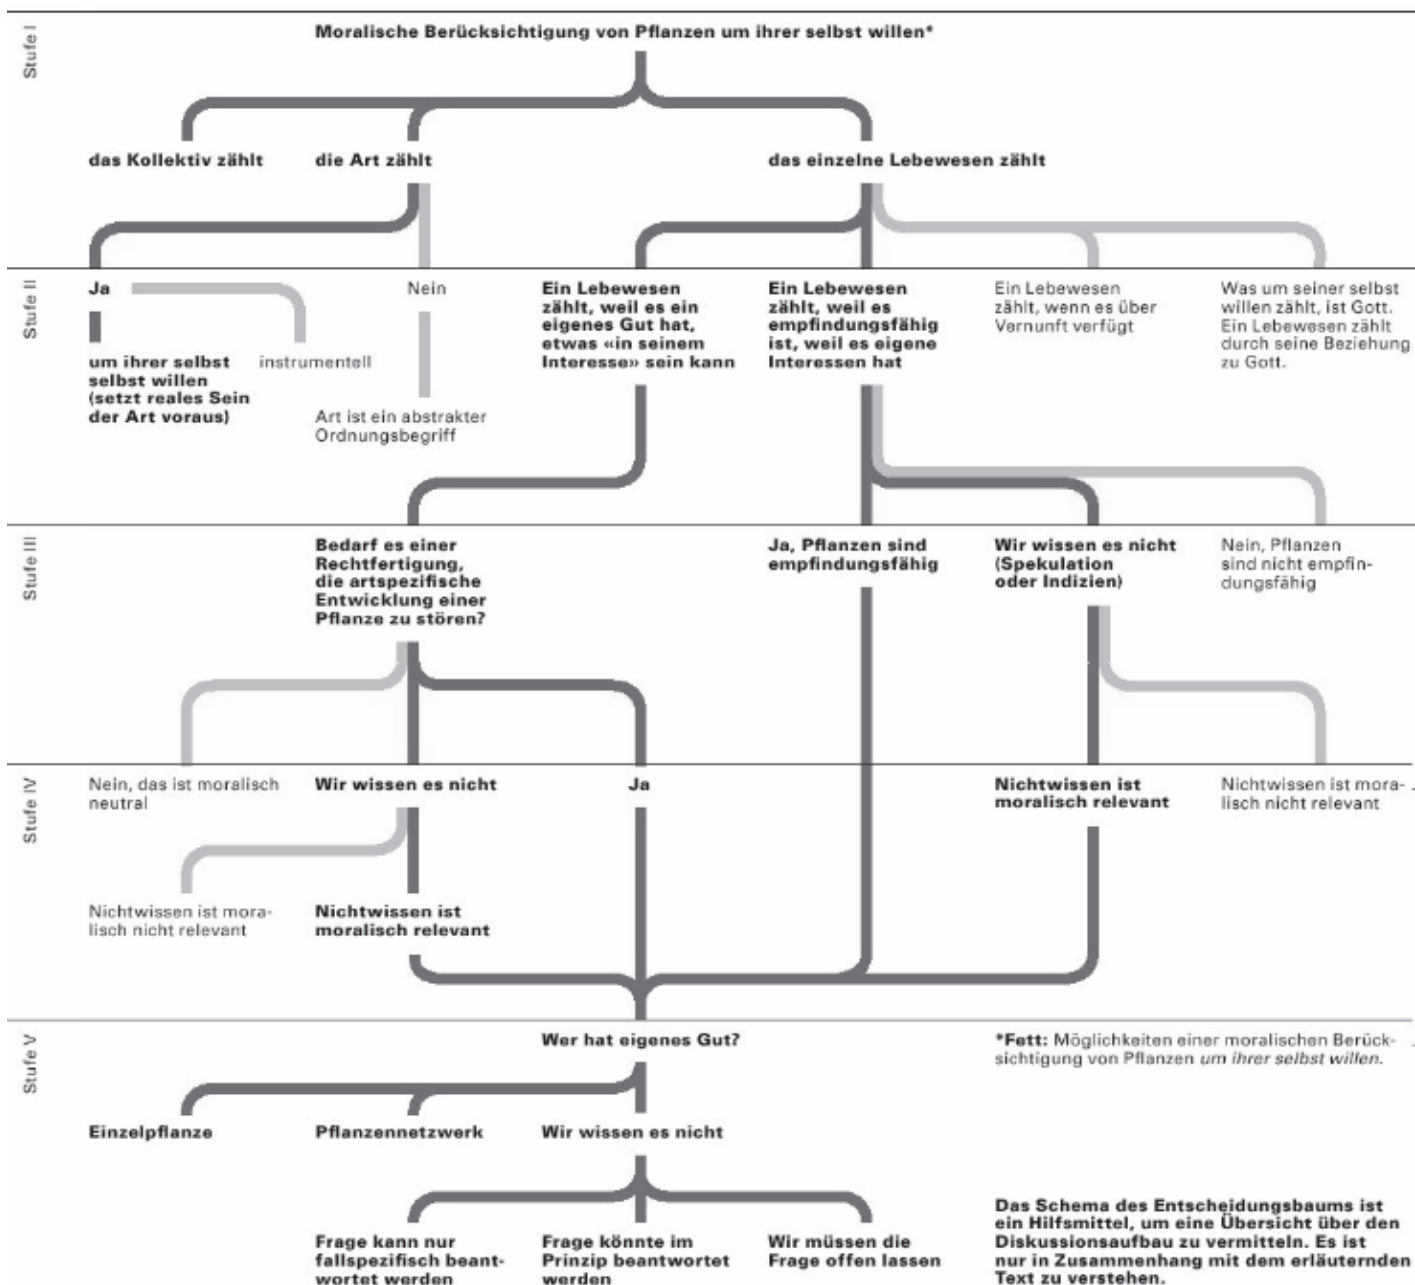 Stufe I
Moralische Berücksichtigung von Pflanzen um ihrer selbst willen*
das Kollektiv zählt
die Art zählt
das einzelne Lebewesen zählt
Stufe II
Ja
Nein
Ein Lebewesen
zählt, weil es ein
eigenes Gut hat,
etwas «in seinem
Interesse» sein kann
Ein Lebewesen
zählt, weil es
empfindungsfähig
ist, weil es eigene
Interessen hat
Ein Lebewesen
zählt, wenn es über
Vernunft verfügt
Was um seiner selbst
willen zählt, ist Gott.
Ein Lebewesen zählt
durch seine Beziehung
zu Gott.
um ihrer selbst
selbst willen
(setzt reales Sein
der Art voraus)
instrumentell
Art ist ein abstrakter
Ordnungsbegriff
Stufe III
Bedarf es einer
Rechtfertigung,
die artspezifische
Entwicklung einer
Pflanze zu stören?
Ja, Pflanzen sind
empfindungsfähig
Wir wissen es nicht
(Spekulation
oder Indizien)
Nein, Pflanzen
sind nicht empfin-
dungsfähig
Stufe IV
Nein, das ist moralisch
neutral
Wir wissen es nicht
Ja
Nichtwissen ist
moralisch relevant
Nichtwissen ist mora-
lisch nicht relevant
Nichtwissen ist mora-
lisch nicht relevant
Nichtwissen ist
moralisch relevant
Stufe V
Wer hat eigenes Gut?
*Fett: Möglichkeiten einer moralischen Berück-
sichtigung von Pflanzen um ihrer selbst willen.
Einzelpflanze
Pflanzennetzwerk
Wir wissen es nicht
Frage kann nur
fallspezifisch beant-
wortet werden
Frage könnte im
Prinzip beantwortet
werden
Wir müssen die
Frage offen lassen
Das Schema des Entscheidungsbaums ist
ein Hilfsmittel, um eine Übersicht über den
Diskussionsaufbau zu vermitteln. Es ist
nur in Zusammenhang mit dem erläuternden
Text zu verstehen.